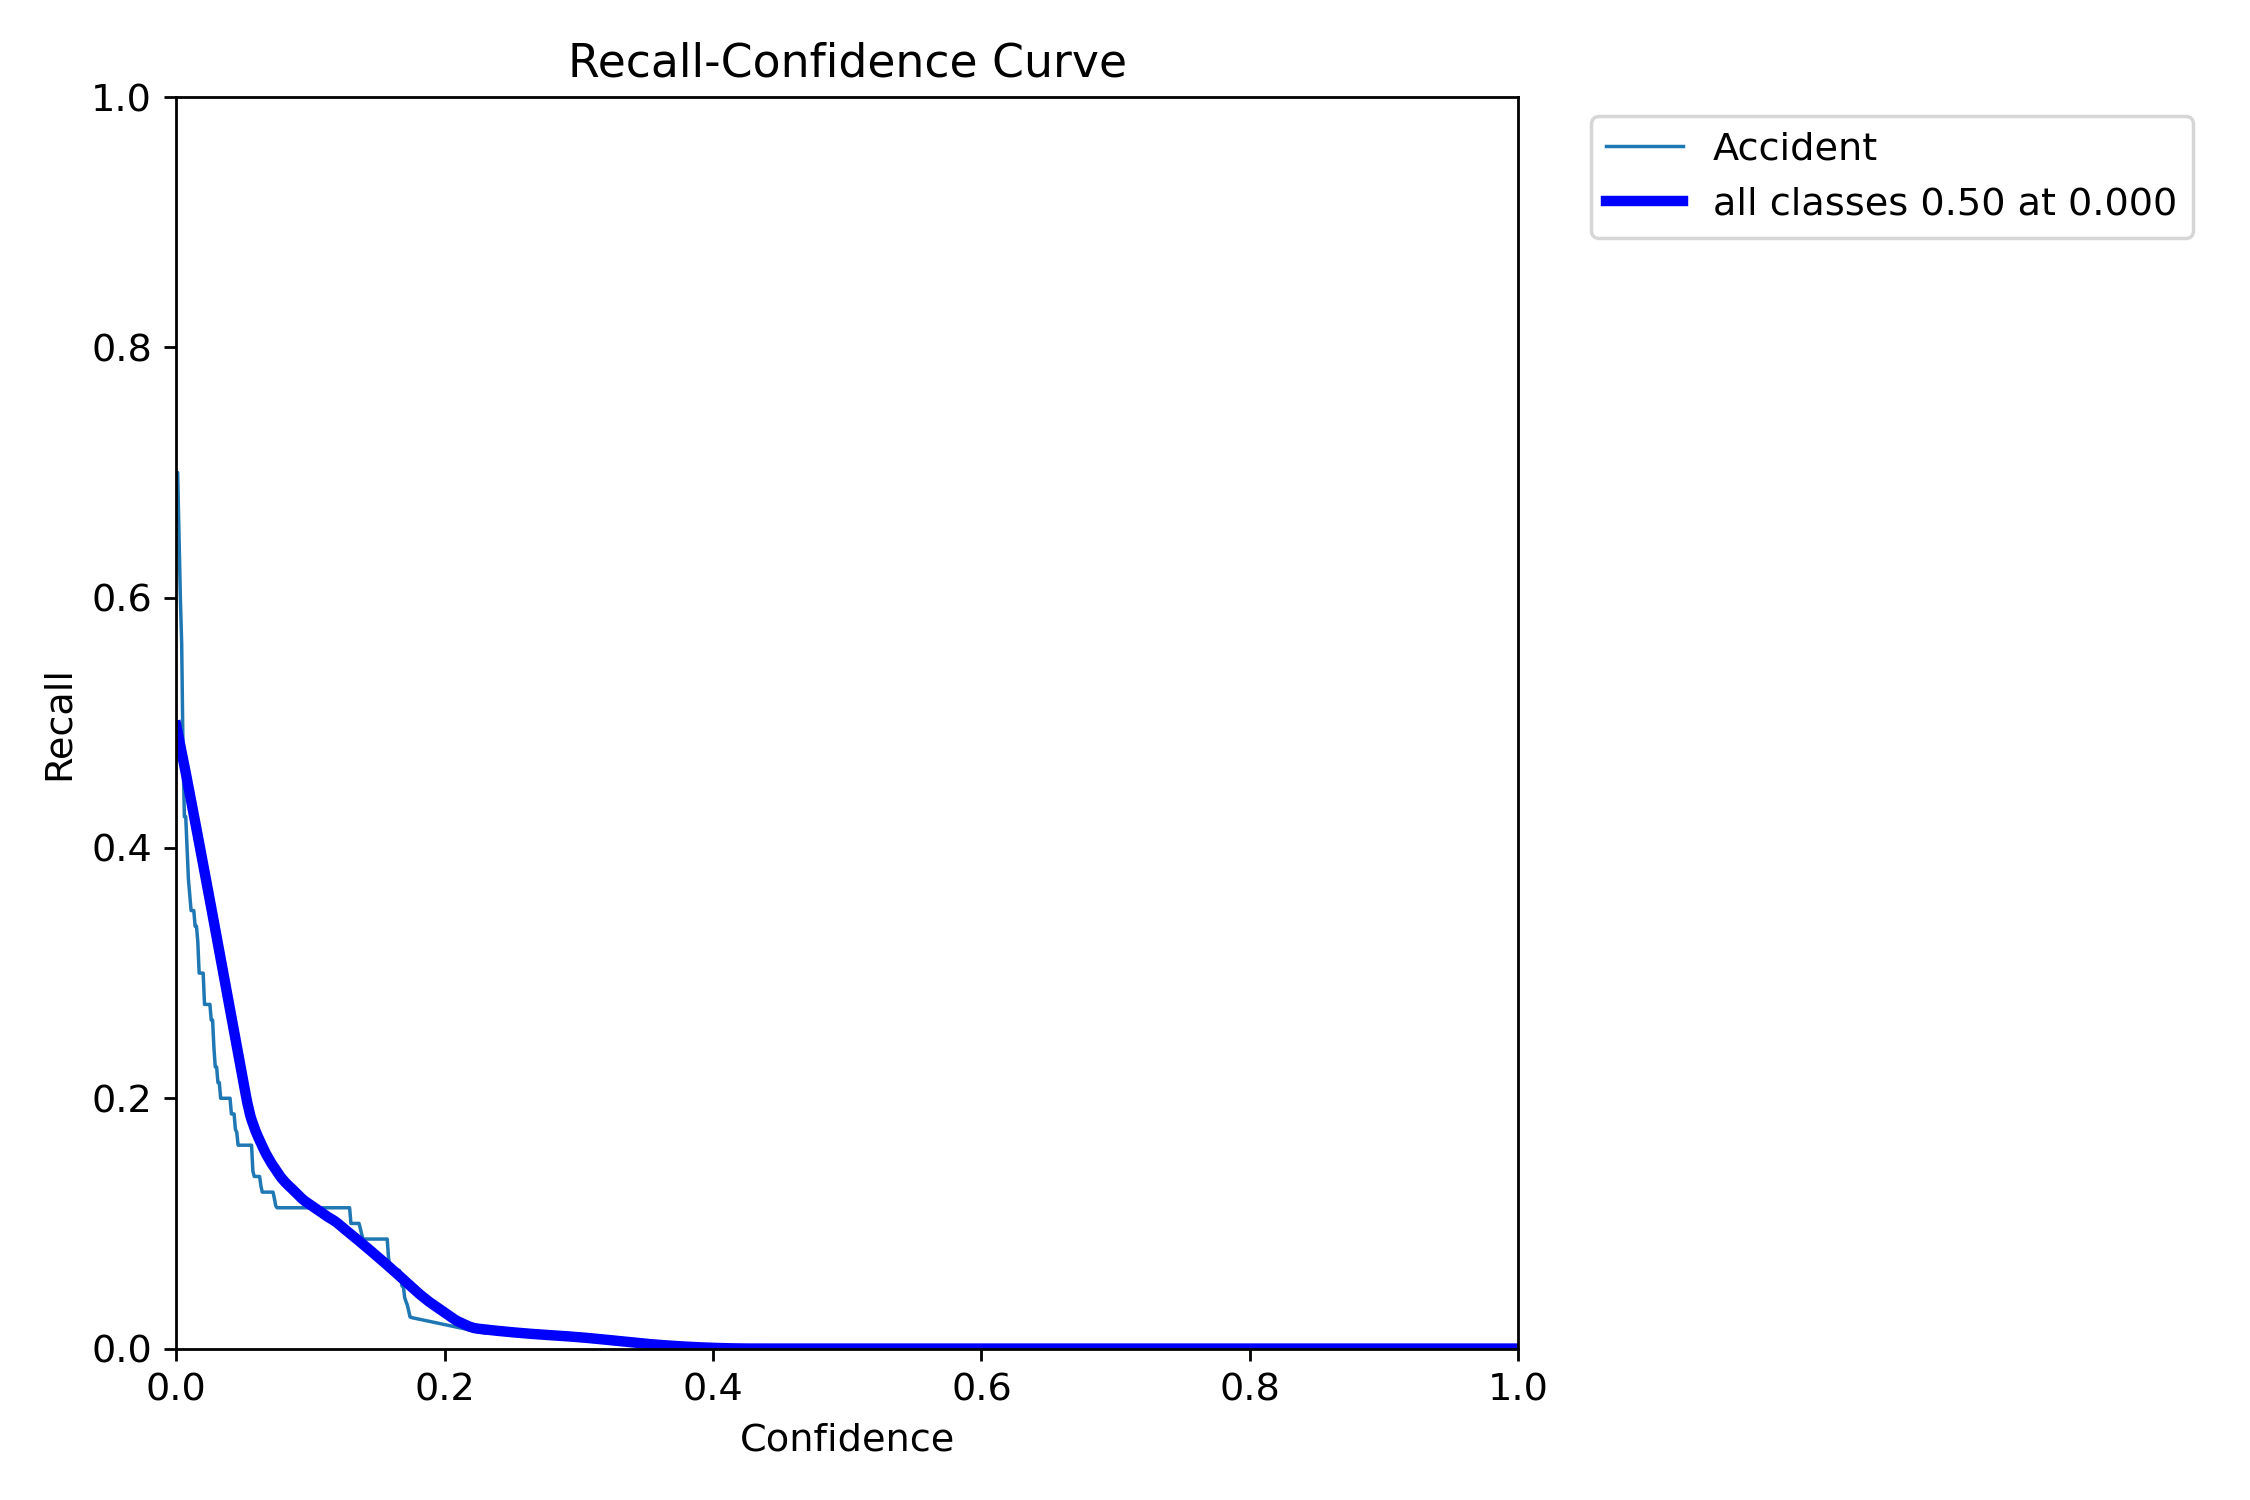 Recall-Confidence Curve
Accident
all classes 0.50 at 0.000
1.0
0.8
0.6
0.4
0.2
0.0
Recall
0.0 0.2 0.4 0.6 0.8 1.0
Confidence